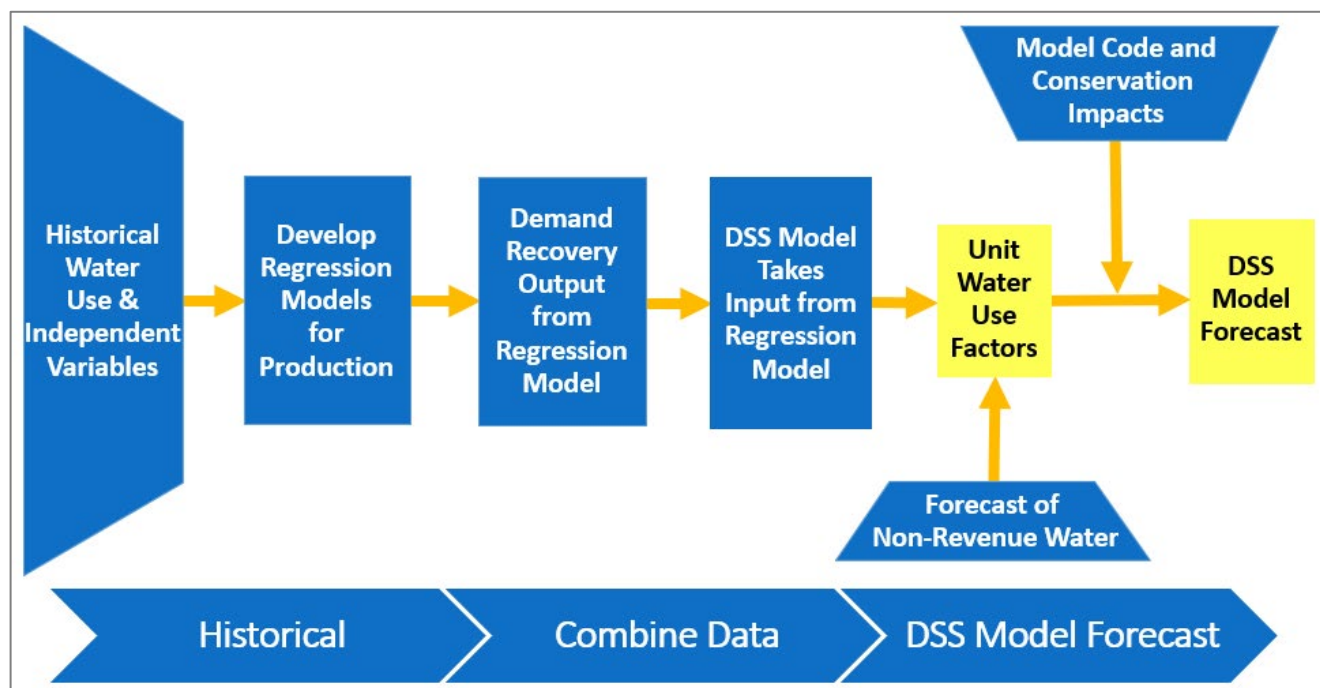 Historical
Water
Use &
Independent
Variables
Develop
Regression
Models
for
Production
Demand
Recovery
Output
from
Regression
Model
DSS Model
Takes
Input from
Regression
Model
Unit
Water
Use
Factors
Model Code and
Conservation
Impacts
DSS
Model
Forecast
Forecast of
Non-Revenue Water
Historical
Combine Data
DSS Model Forecast